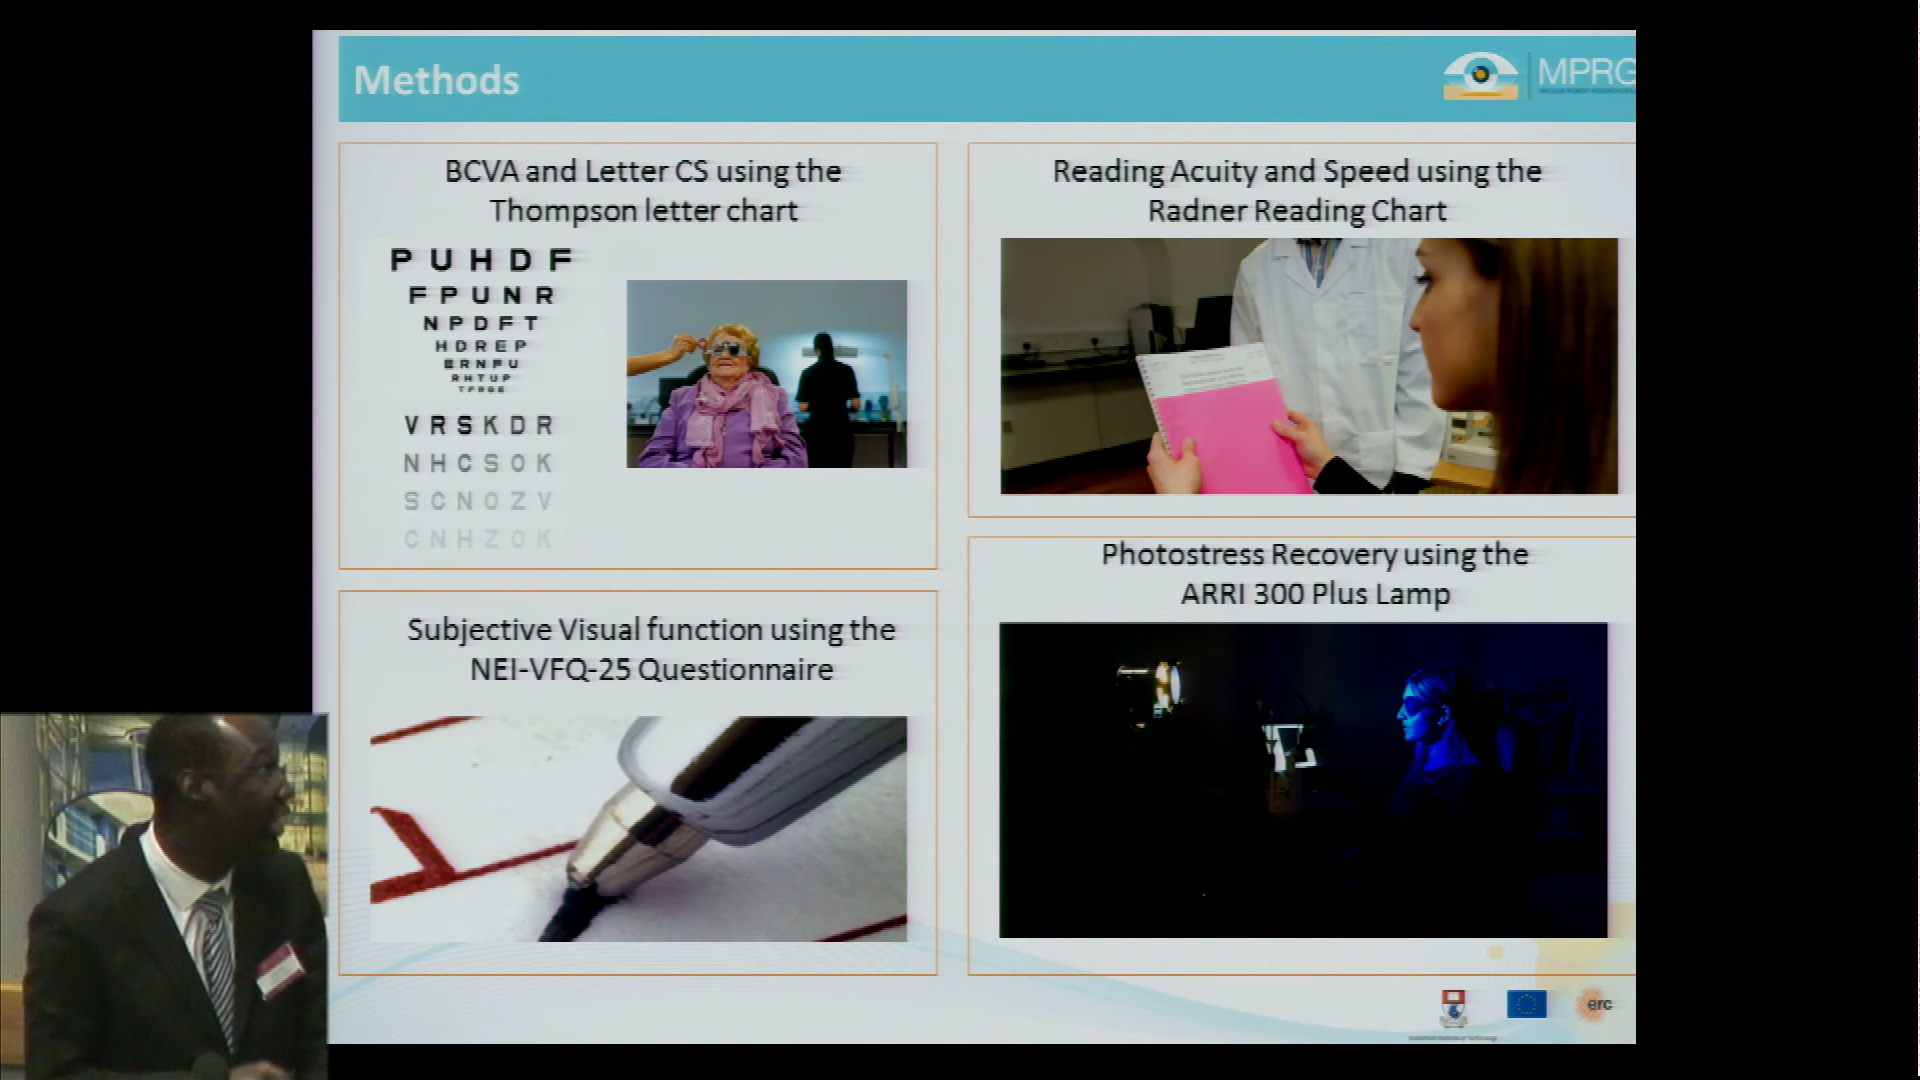 Methods
MPRG
BCVA and Letter CS using the
Thompson letter chart
P U H D F
F P U N R
N P D F T
H D R E P
E R N P U
R H T U P
V R S K D R
N H C S O K
S C N O Z V
C N H Z O K
Reading Acuity and Speed using the
Radner Reading Chart
Subjective Visual function using the
NEI-VFQ-25 Questionnaire
Photostress Recovery using the
ARRI 300 Plus Lamp
erc